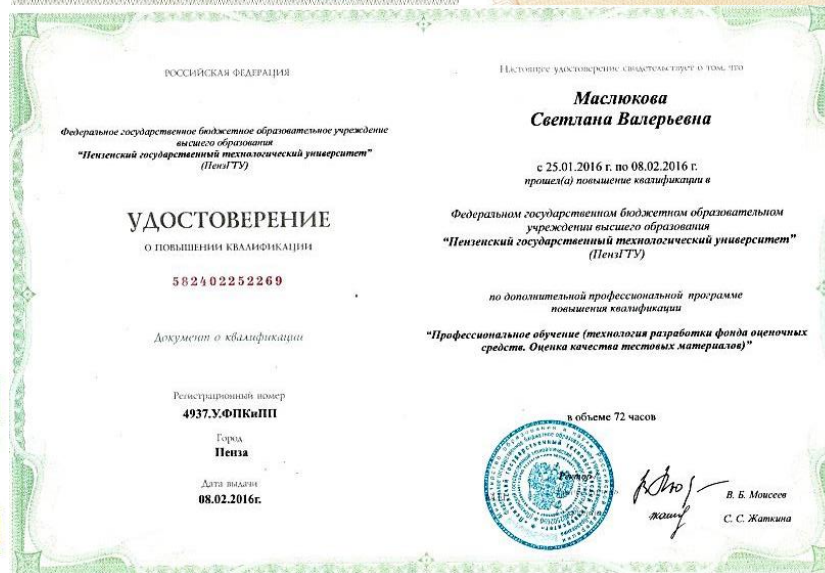 РОССИЙСКАЯ ФЕДЕРАЦИЯ
Федеральное государственное бюджетное образовательное учреждение
высшего образования
“Пензенский государственный технологический университет”
(ПензГТУ)
УДОСТОВЕРЕНИЕ
О ПОВЫШЕНИИ КВАЛИФИКАЦИИ
582402252269
Документ о квалификации
Регистрационный номер
4937.У.ФПКиПП
Город
Пенза
Дата выдачи
08.02.2016г.
Настоящее удостоверение свидетельствует о том, что
Маслюкова
Светлана Валерьевна
с 25.01.2016 г. по 08.02.2016 г.
прошел(а) повышение квалификации в
Федеральном государственном бюджетном образовательном
учреждении высшего образования
“Пензенский государственный технологический университет”
(ПензГТУ)
по дополнительной профессиональной программе
повышения квалификации
“Профессиональное обучение (технология разработки фонда оценочных
средств. Оценка качества тестовых материалов)”
в объеме 72 часов
Ректор
В. Б. Моисеев
С. С. Жаткина